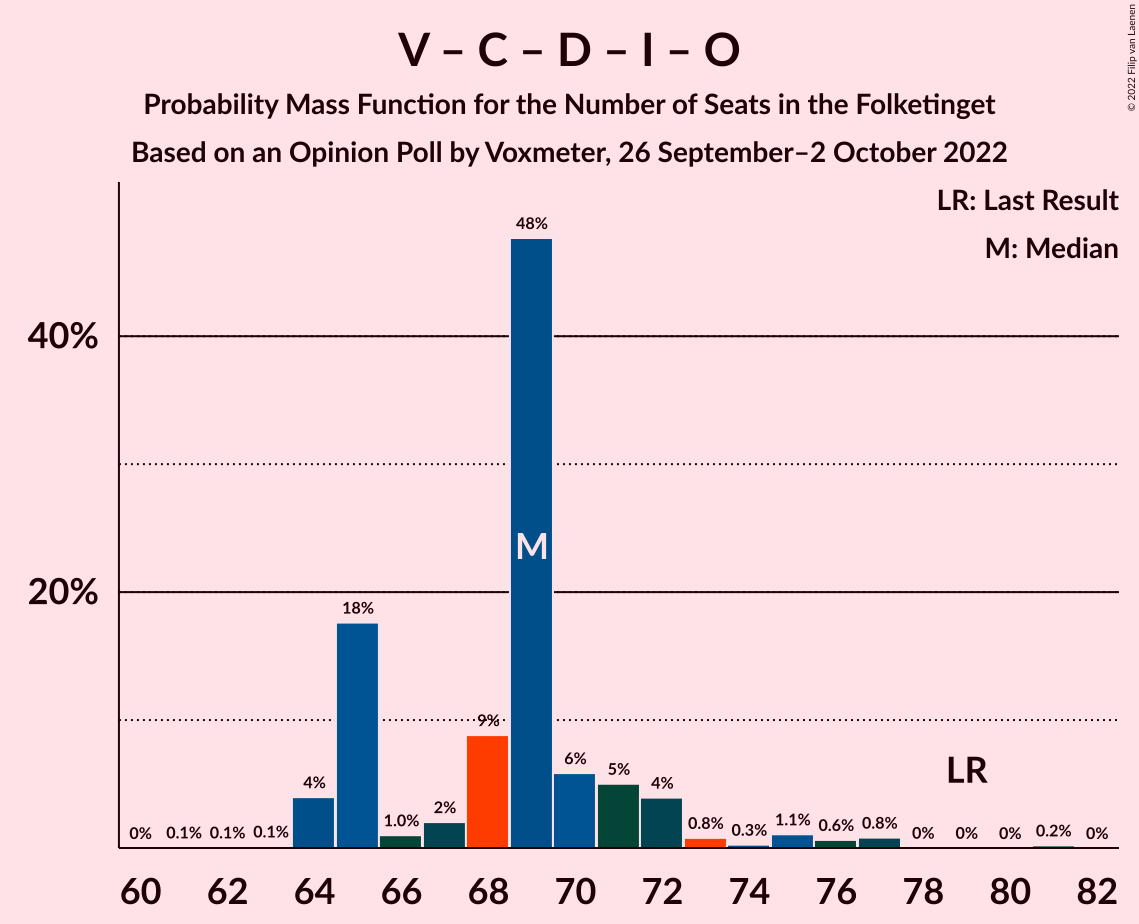 V – C – D – I – O
Probability Mass Function for the Number of Seats in the Folketinget
Based on an Opinion Poll by Voxmeter, 26 September–2 October 2022
© 2022 Filip van Laenen
LR: Last Result
M: Median
40%
20%
0%
0.1%
0.1%
0.1%
4%
18%
1.0%
2%
9%
48%
M
6%
5%
4%
0.8%
0.3%
1.1%
0.6%
0.8%
0%
0%
LR
0%
0.2%
0%
60 62 64 66 68 70 72 74 76 78 80 82